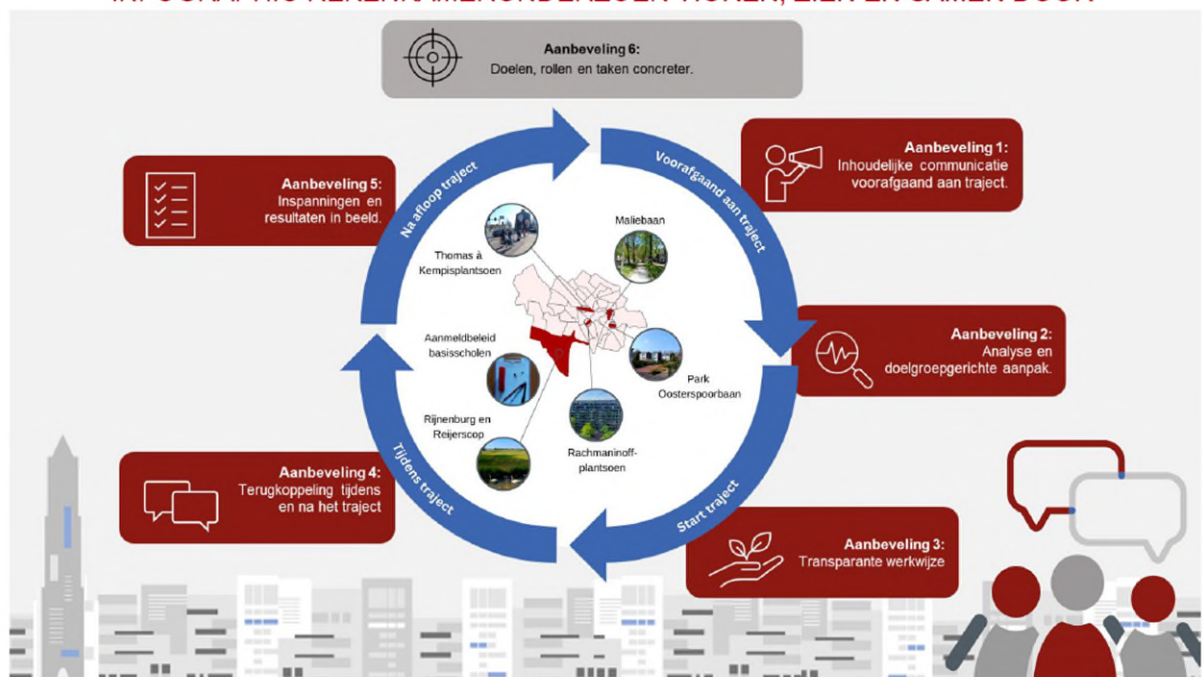 Aanbeveling 6:
Doelen, rollen en taken concreter.
Aanbeveling 1:
Inhoudelijke communicatie
voorafgaand aan traject.
Aanbeveling 5:
Inspanningen en
resultaten in beeld.
Na afloop traject
Voorafgaand aan traject
Maliebaan
Thomas à
Kempisplantsoen
Aanbeveling 2:
Analyse en
doelgroepgerichte aanpak.
Aanmeldbeleid
basisscholen
Park
Oosterspoorbaan
Rijnenburg en
Reijerscop
Rachmaninoff-
plantsoen
Aanbeveling 4:
Terugkoppeling tijdens
en na het traject
Tijdens traject
Start traject
Aanbeveling 3:
Transparante werkwijze